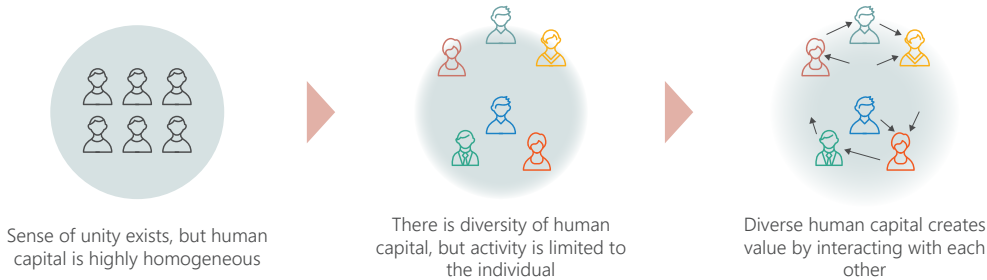 Sense of unity exists, but human
capital is highly homogeneous
There is diversity of human
capital, but activity is limited to
the individual
Diverse human capital creates
value by interacting with each
other